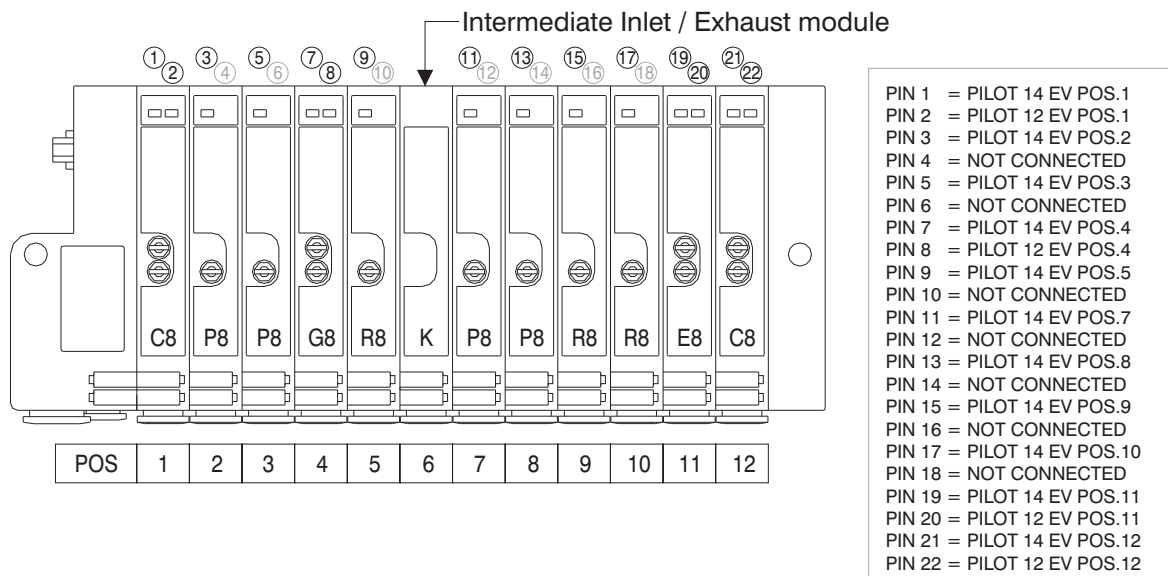 Intermediate Inlet / Exhaust module
1 2 3 4 5 6 7 8 9 10 11 12 13 14 15 16 17 18 19 20 21 22
C8 P8 P8 G8 R8 K P8 P8 R8 R8 E8 C8
POS 1 2 3 4 5 6 7 8 9 10 11 12
PIN 1 = PILOT 14 EV POS.1
PIN 2 = PILOT 12 EV POS.1
PIN 3 = PILOT 14 EV POS.2
PIN 4 = NOT CONNECTED
PIN 5 = PILOT 14 EV POS.3
PIN 6 = NOT CONNECTED
PIN 7 = PILOT 14 EV POS.4
PIN 8 = PILOT 12 EV POS.4
PIN 9 = PILOT 14 EV POS.5
PIN 10 = NOT CONNECTED
PIN 11 = PILOT 14 EV POS.7
PIN 12 = NOT CONNECTED
PIN 13 = PILOT 14 EV POS.8
PIN 14 = NOT CONNECTED
PIN 15 = PILOT 14 EV POS.9
PIN 16 = NOT CONNECTED
PIN 17 = PILOT 14 EV POS.10
PIN 18 = NOT CONNECTED
PIN 19 = PILOT 14 EV POS.11
PIN 20 = PILOT 12 EV POS.11
PIN 21 = PILOT 14 EV POS.12
PIN 22 = PILOT 12 EV POS.12